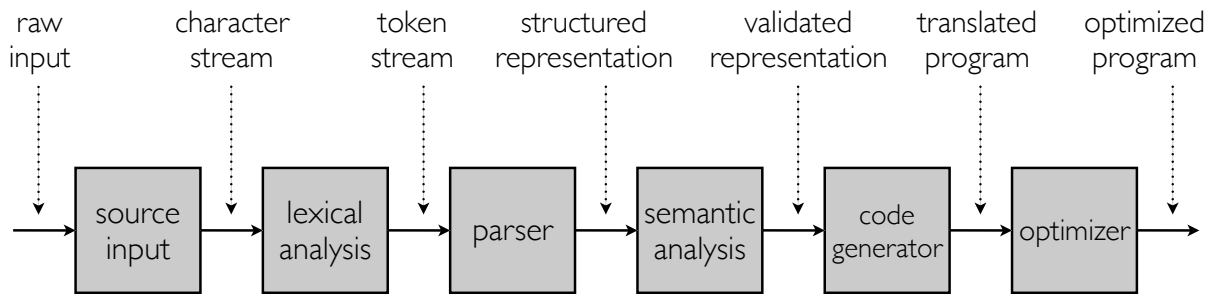 raw
input
character
stream
token
stream
structured
representation
validated
representation
translated
program
optimized
program
source
input
lexical
analysis
parser
semantic
analysis
code
generator
optimizer